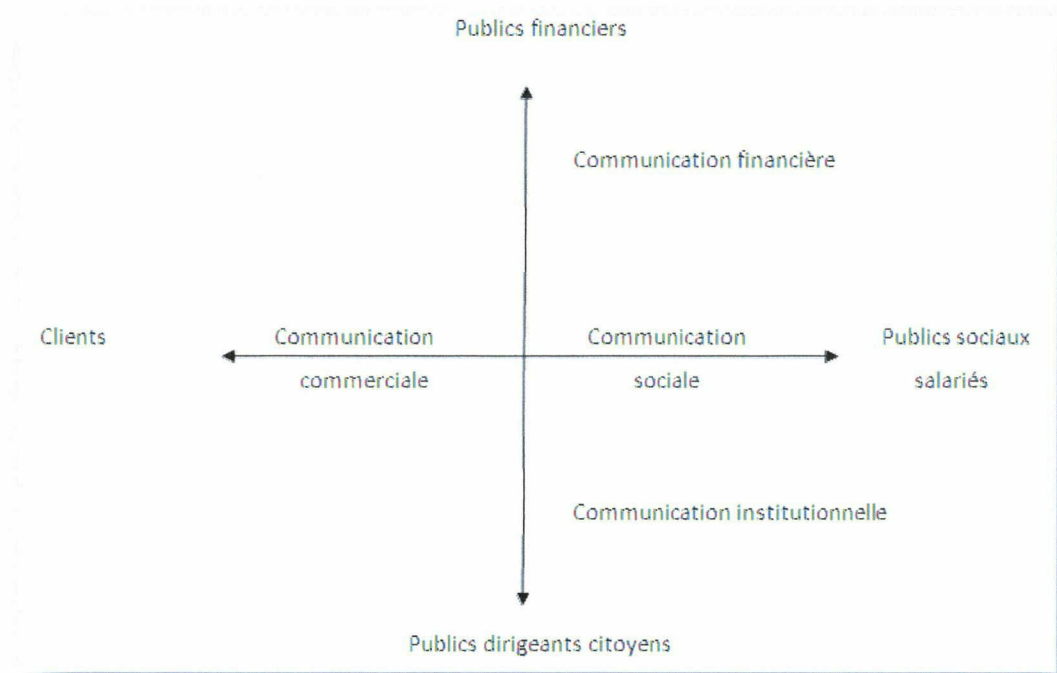 Publics financiers
Communication financière
Clients
Communication
commerciale
Communication
sociale
Publics sociaux
salariés
Communication institutionnelle
Publics dirigeants citoyens